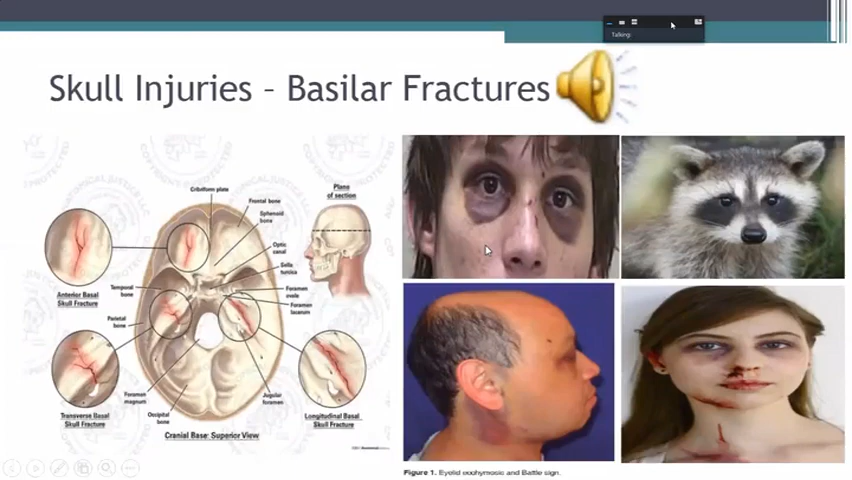 Talking:
Skull Injuries – Basilar Fractures
Cribiform plate
Plane
of section
Frontal bone
Sphenoid
bone
Optic
canal
Sella
turcica
Foramen
ovale
Foramen
lacerum
Temporal
bone
Anterior Basal
Skull Fracture
Parietal
bone
Foramen
magnum
Jugular
foramen
Transverse Basal
Skull Fracture
Occipital
bone
Longitudinal Basal
Skull Fracture
Cranial Base: Superior View
Figure 1. Eyelid ecchymosis and Battle sign.